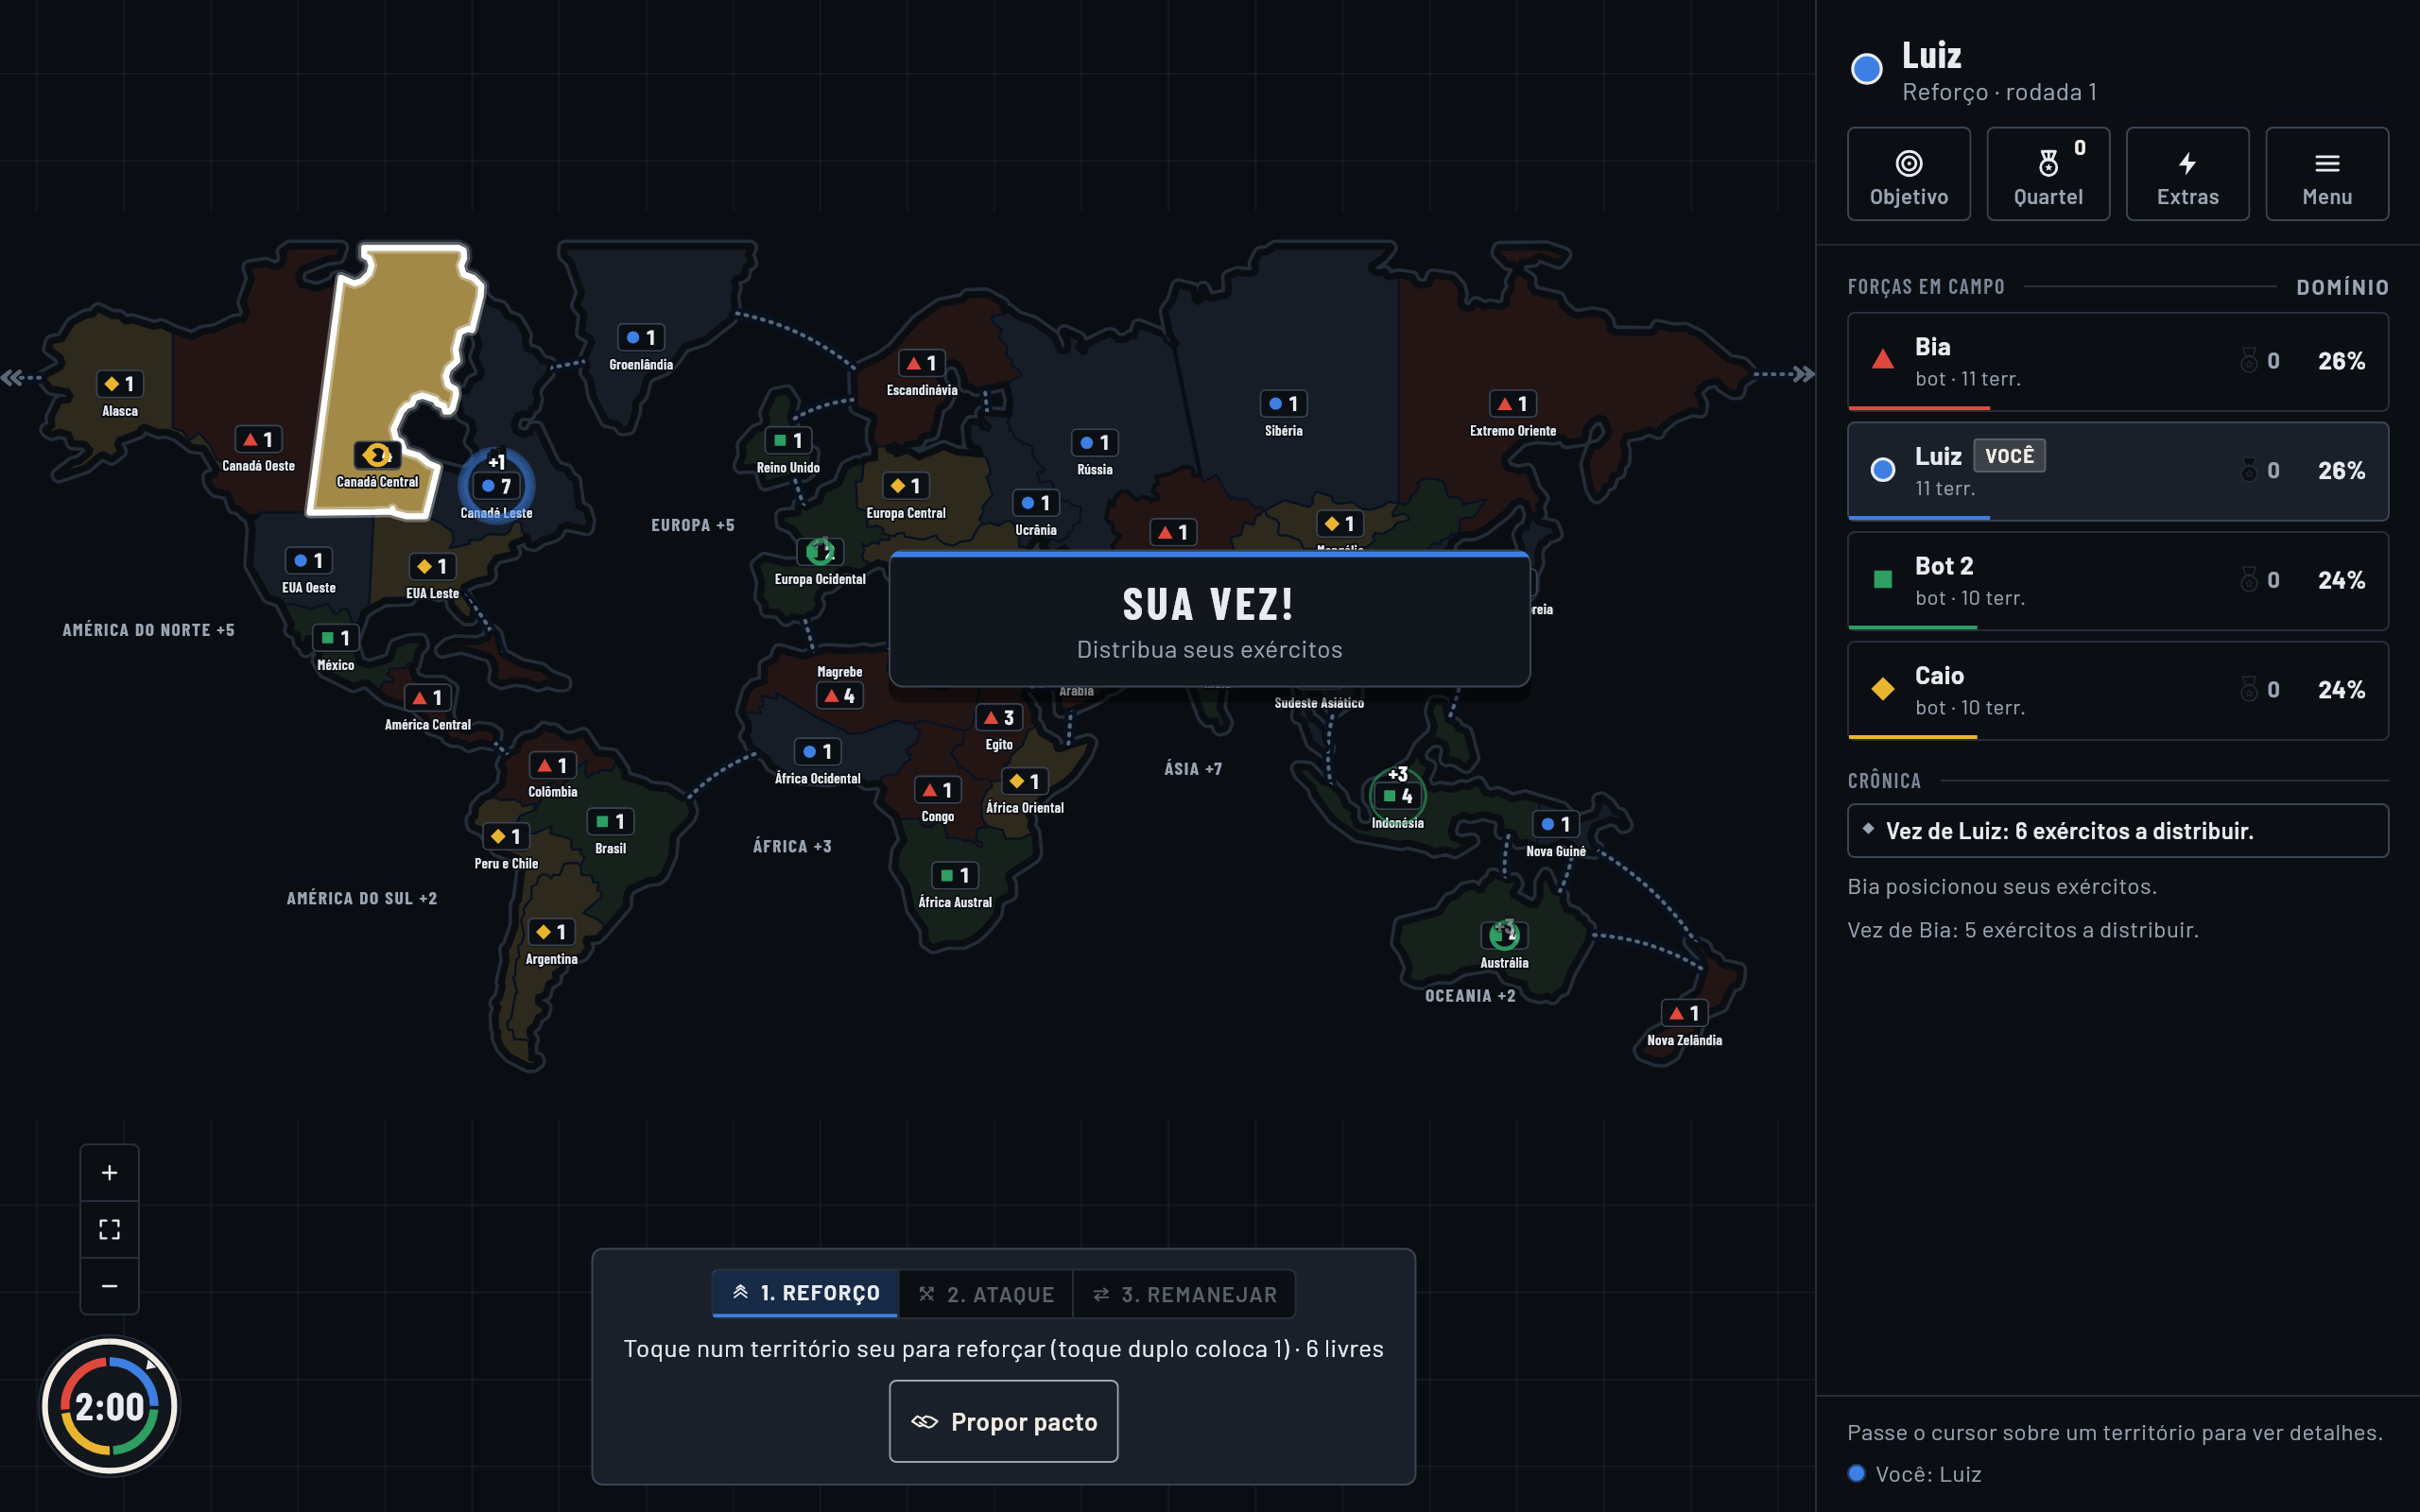 Luiz
Reforço · rodada 1
Objetivo
0
Quartel
Extras
Menu
FORÇAS EM CAMPO
DOMÍNIO
Bia
bot · 11 terr.
0
26%
Luiz
VOCÊ
11 terr.
0
26%
Bot 2
bot · 10 terr.
0
24%
Caio
bot · 10 terr.
0
24%
CRÔNICA
Vez de Luiz: 6 exércitos a distribuir.
Bia posicionou seus exércitos.
Vez de Bia: 5 exércitos a distribuir.
Passe o cursor sobre um território para ver detalhes.
Você: Luiz
1
Alasca
1
Canadá Oeste
Canadá Central
+1
7
Canadá Leste
1
Groenlândia
1
EUA Oeste
1
EUA Leste
1
México
1
América Central
AMÉRICA DO NORTE +5
1
Colômbia
1
Peru e Chile
1
Brasil
1
Argentina
AMÉRICA DO SUL +2
EUROPA +5
1
Escandinávia
1
Reino Unido
1
Europa Central
Europa Ocidental
1
Ucrânia
1
Rússia
1
Sibéria
1
Extremo Oriente
1
1
SUA VEZ!
Distribua seus exércitos
Magrebe
4
3
Egito
1
África Ocidental
1
Congo
1
África Oriental
1
África Austral
ÁFRICA +3
Arábia
Sudeste Asiático
ÁSIA +7
+3
4
Indonésia
1
Nova Guiné
Austrália
OCEANIA +2
1
Nova Zelândia
2:00
1. REFORÇO
2. ATAQUE
3. REMANEJAR
Toque num território seu para reforçar (toque duplo coloca 1) · 6 livres
Propor pacto